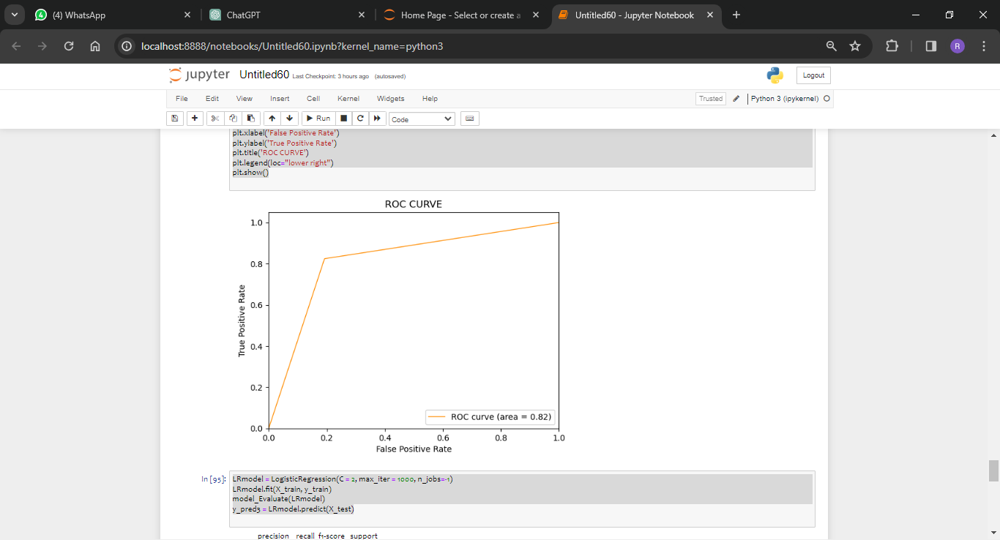 (4) WhatsApp
ChatGPT
Home Page - Select or create a
Untitled60 - Jupyter Notebook
localhost:8888/notebooks/Untitled60.ipynb?kernel_name=python3
R
jupyter Untitled60 Last Checkpoint: 3 hours ago (autosaved)
Logout
File Edit View Insert Cell Kernel Widgets Help
Trusted
Python 3 (ipykernel)
Run
Code
plt.xlabel('False Positive Rate')
plt.ylabel('True Positive Rate')
plt.title('ROC CURVE')
plt.legend(loc="lower right")
plt.show()
ROC CURVE
1.0
0.8
0.6
0.4
0.2
0.0
True Positive Rate
ROC curve (area = 0.82)
0.0 0.2 0.4 0.6 0.8 1.0
False Positive Rate
In [95]:
LRmodel = LogisticRegression(C = 2, max_iter = 1000, n_jobs=-1)
LRmodel.fit(X_train, y_train)
model_Evaluate(LRmodel)
y_pred3 = LRmodel.predict(X_test)
precision recall f1-score support